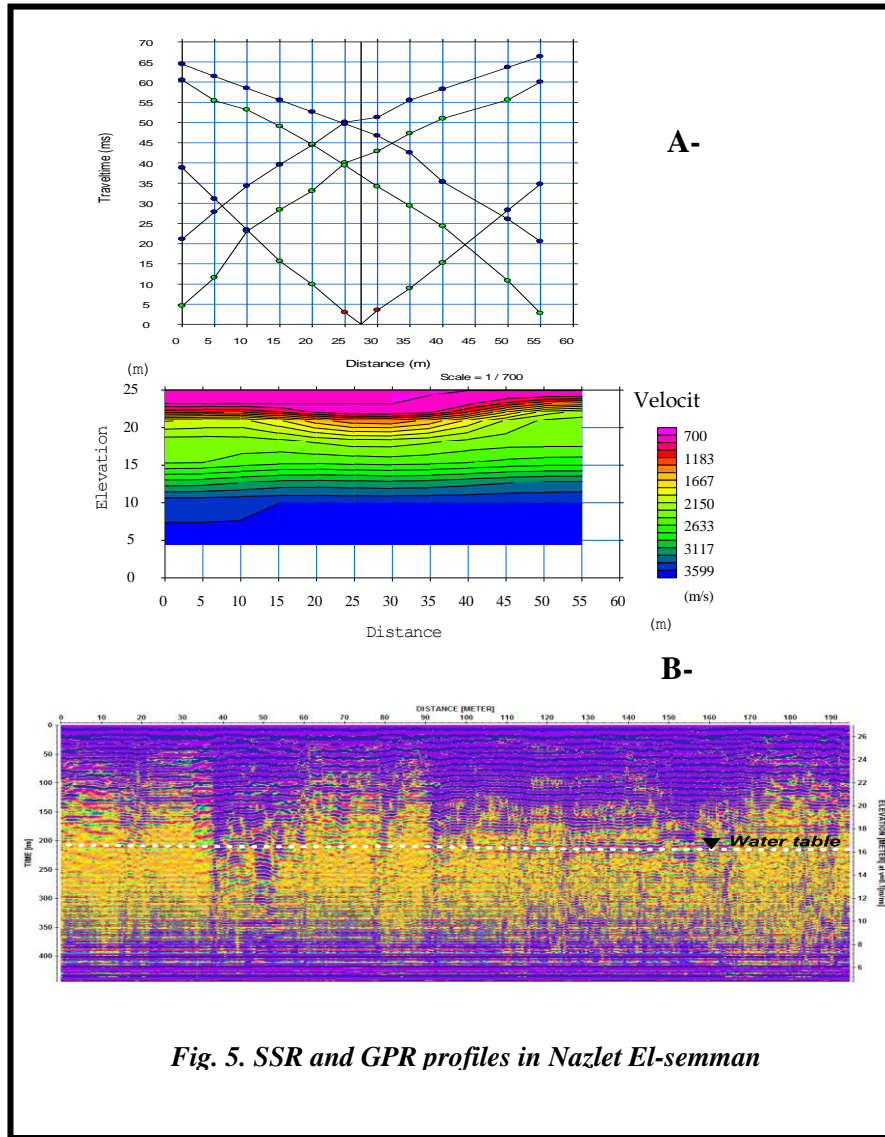 70
65
60
55
50
45
40
35
30
25
20
15
10
5
0
Traveltime (ms)
A-
0 5 10 15 20 25 30 35 40 45 50 55 60
Distance (m)
Scale = 1 / 700
(m)
25
20
15
10
5
0
Elevation
0 5 10 15 20 25 30 35 40 45 50 55 60
Distance
(m)
Velocit
700
1183
1667
2150
2633
3117
3599
(m/s)
B-
DISTANCE [METER]
0 10 20 30 40 50 60 70 80 90 100 110 120 130 140 150 160 170 180 190
0
50
100
150
200
250
300
350
400
TIME [ns]
Water table
26
24
22
20
18
16
14
12
10
8
6
Fig. 5. SSR and GPR profiles in Nazlet El-semman